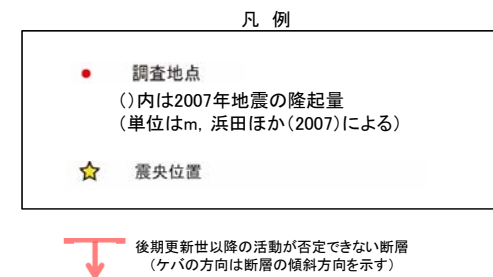 凡 例
調査地点
()内は2007年地震の隆起量
(単位はm, 浜田ほか(2007)による)
震央位置
後期更新世以降の活動が否定できない断層
(ケバの方向は断層の傾斜方向を示す)